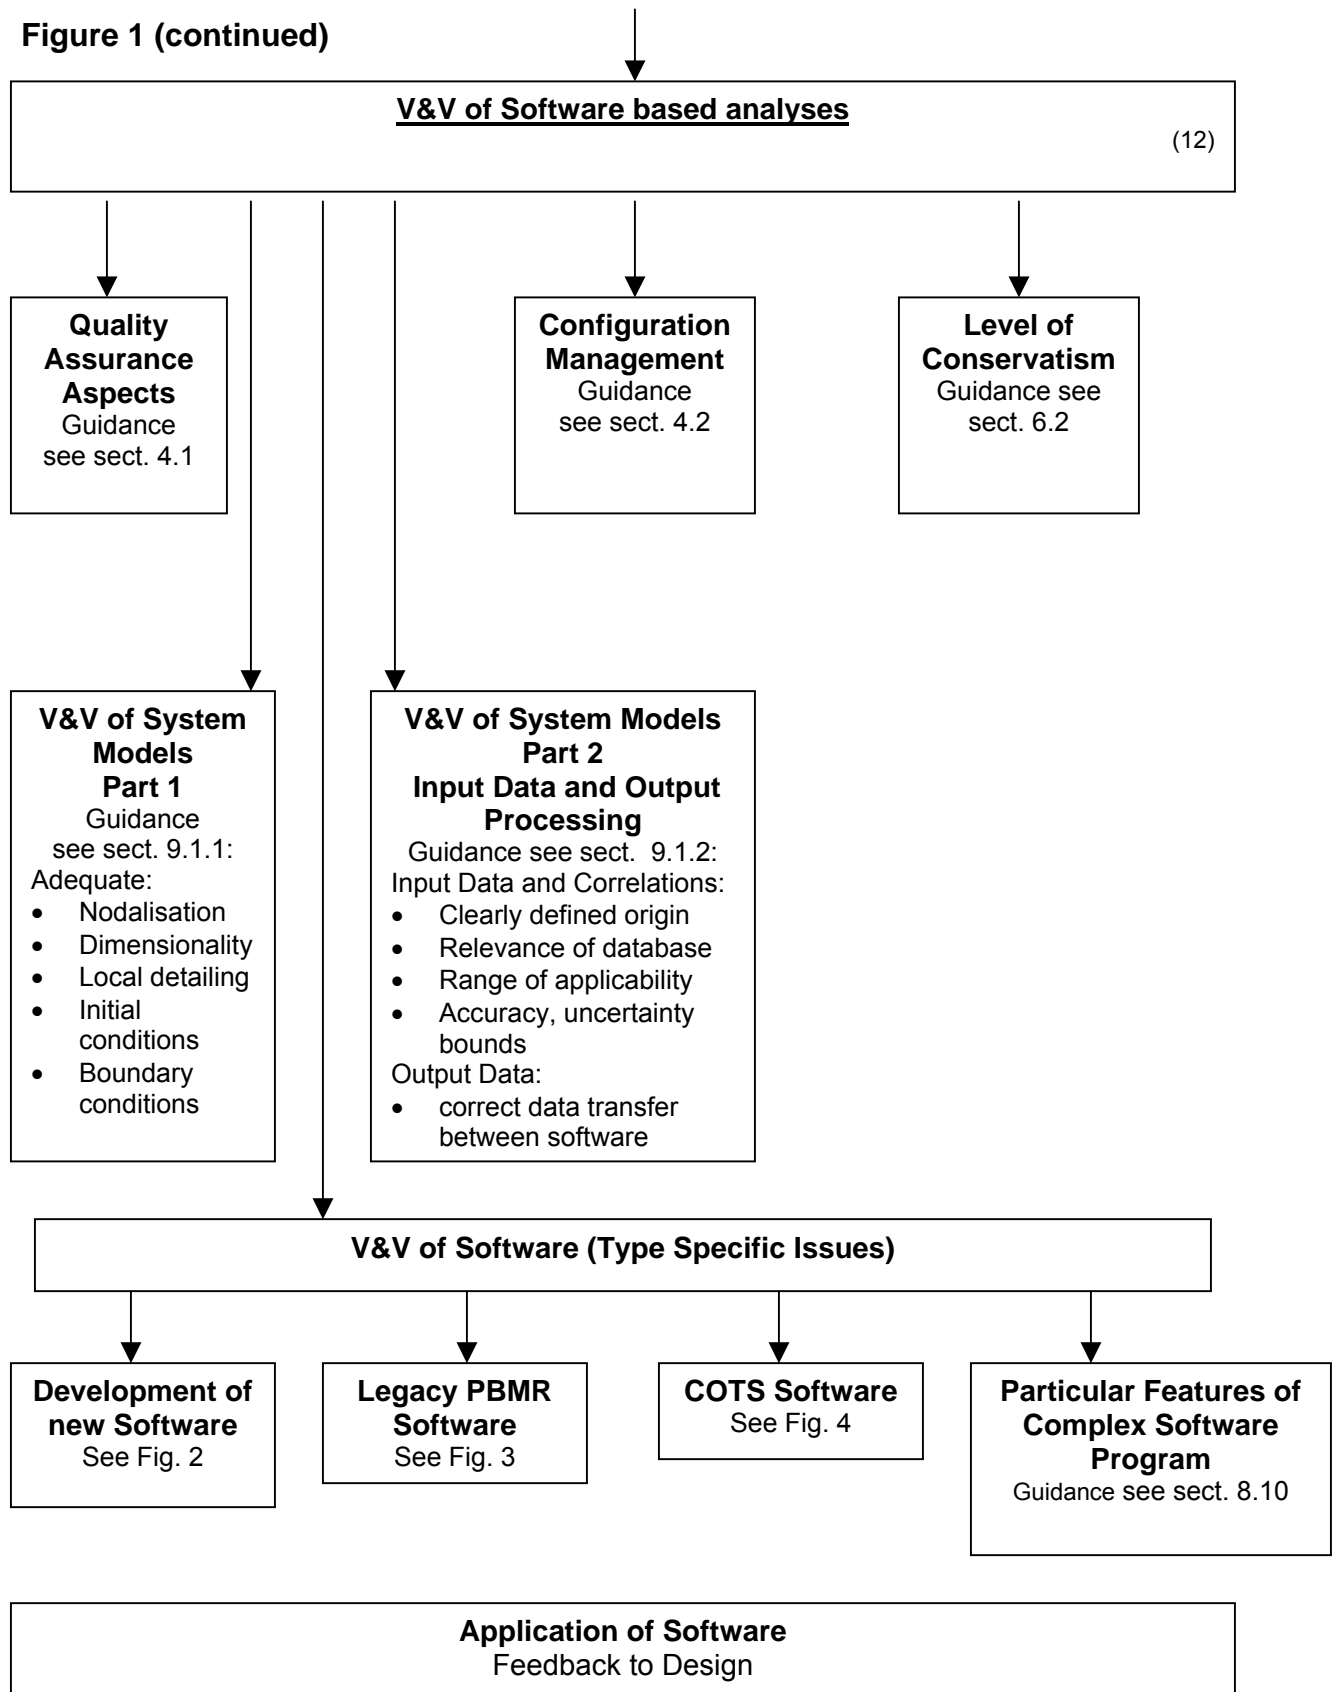 Figure 1 (continued)
V&V of Software based analyses
(12)
Quality
Assurance
Aspects
Guidance
see sect. 4.1
Configuration
Management
Guidance
see sect. 4.2
Level of
Conservatism
Guidance see
sect. 6.2
V&V of System
Models
Part 1
Guidance
see sect. 9.1.1:
Adequate:
• Nodalisation
• Dimensionality
• Local detailing
• Initial
conditions
• Boundary
conditions
V&V of System Models
Part 2
Input Data and Output
Processing
Guidance see sect. 9.1.2:
Input Data and Correlations:
• Clearly defined origin
• Relevance of database
• Range of applicability
• Accuracy, uncertainty
bounds
Output Data:
• correct data transfer
between software
V&V of Software (Type Specific Issues)
Development of
new Software
See Fig. 2
Legacy PBMR
Software
See Fig. 3
COTS Software
See Fig. 4
Particular Features of
Complex Software
Program
Guidance see sect. 8.10
Application of Software
Feedback to Design